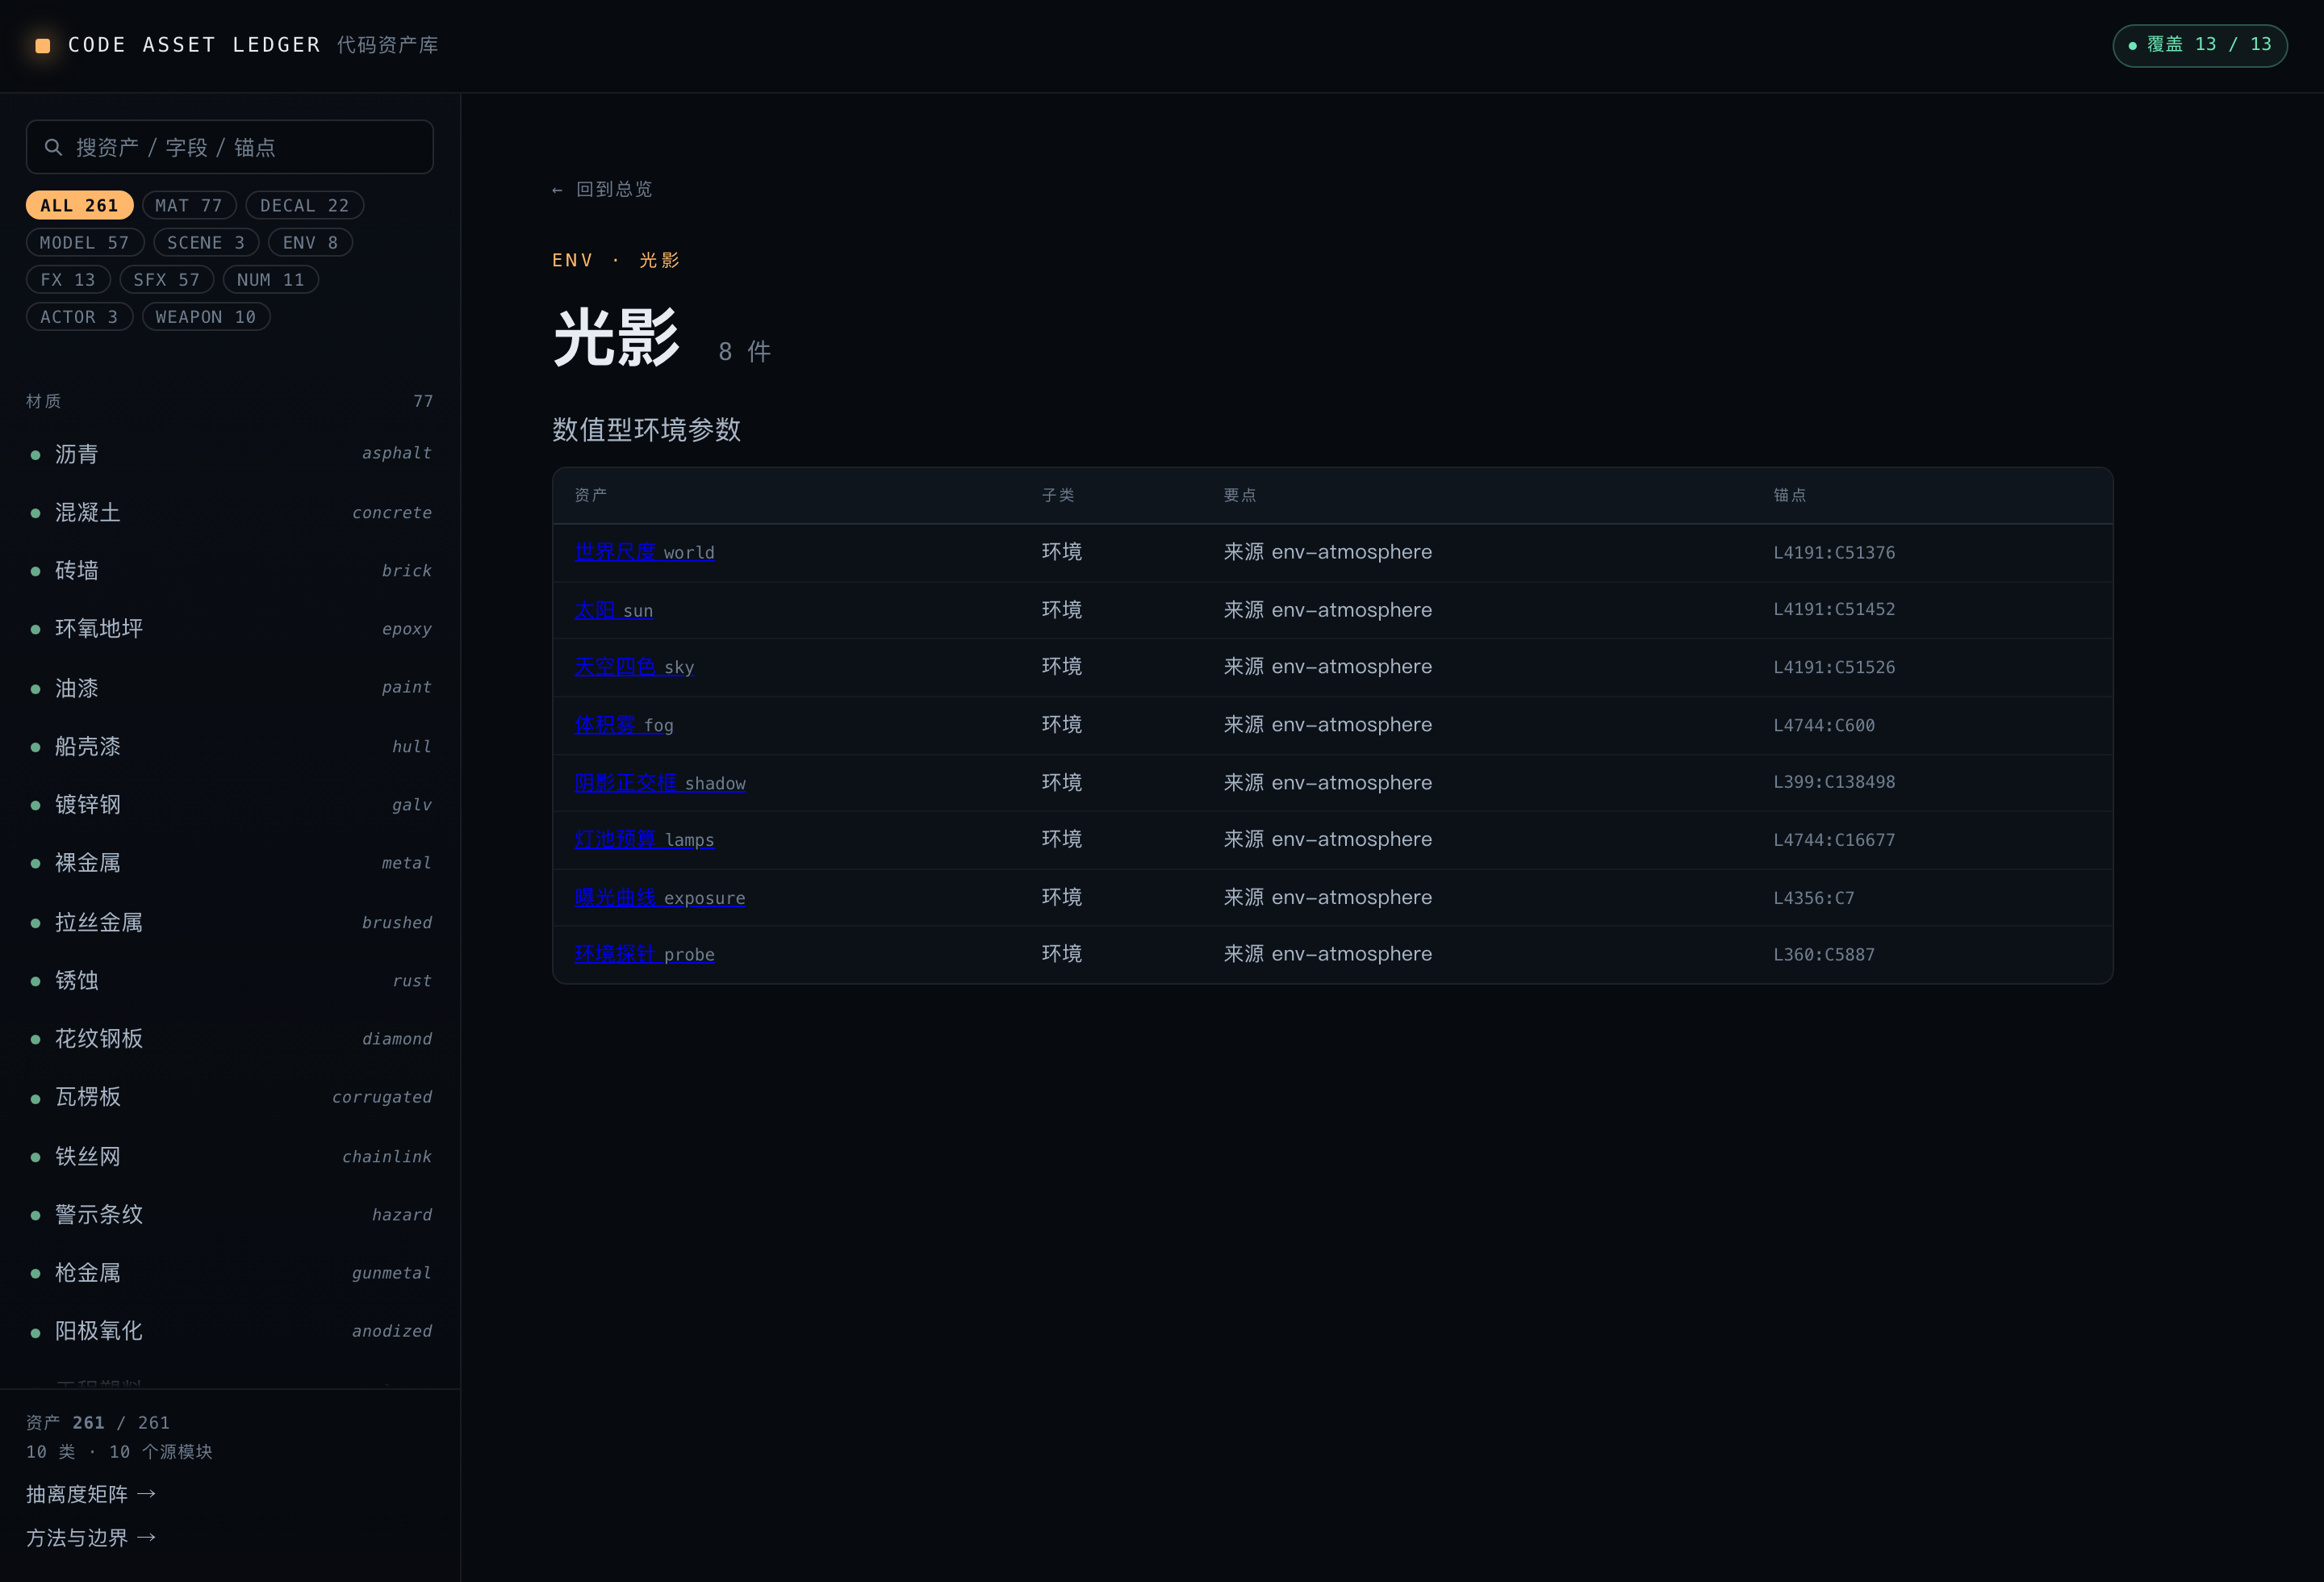 CODE ASSET LEDGER 代码资产库
覆盖 13 / 13
搜资产 / 字段 / 锚点
ALL 261 MAT 77 DECAL 22
MODEL 57 SCENE 3 ENV 8
FX 13 SFX 57 NUM 11
ACTOR 3 WEAPON 10
材质 77
沥青 asphalt
混凝土 concrete
砖墙 brick
环氧地坪 epoxy
油漆 paint
船壳漆 hull
镀锌钢 galv
裸金属 metal
拉丝金属 brushed
锈蚀 rust
花纹钢板 diamond
瓦楞板 corrugated
铁丝网 chainlink
警示条纹 hazard
枪金属 gunmetal
阳极氧化 anodized
资产 261 / 261
10 类 · 10 个源模块
抽离度矩阵 →
方法与边界 →
← 回到总览
ENV · 光影
光影 8 件
数值型环境参数
资产 子类 要点 锚点
世界尺度 world 环境 来源 env-atmosphere L4191:C51376
太阳 sun 环境 来源 env-atmosphere L4191:C51452
天空四色 sky 环境 来源 env-atmosphere L4191:C51526
体积雾 fog 环境 来源 env-atmosphere L4744:C600
阴影正交框 shadow 环境 来源 env-atmosphere L399:C138498
灯池预算 lamps 环境 来源 env-atmosphere L4744:C16677
曝光曲线 exposure 环境 来源 env-atmosphere L4356:C7
环境探针 probe 环境 来源 env-atmosphere L360:C5887